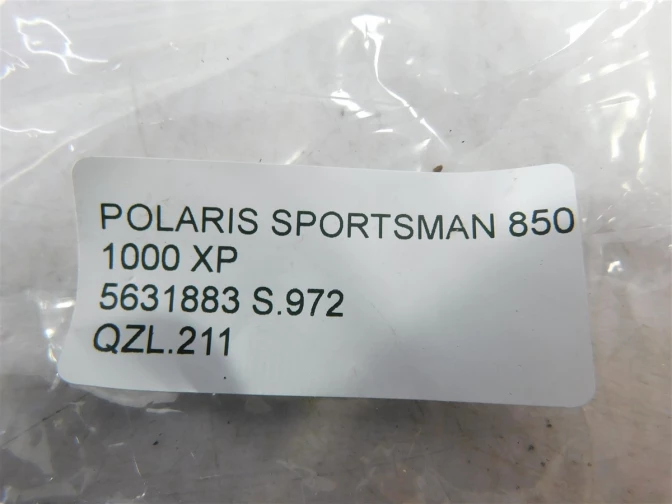 POLARIS SPORTSMAN 850
1000 XP
5631883 S.972
QZL.211